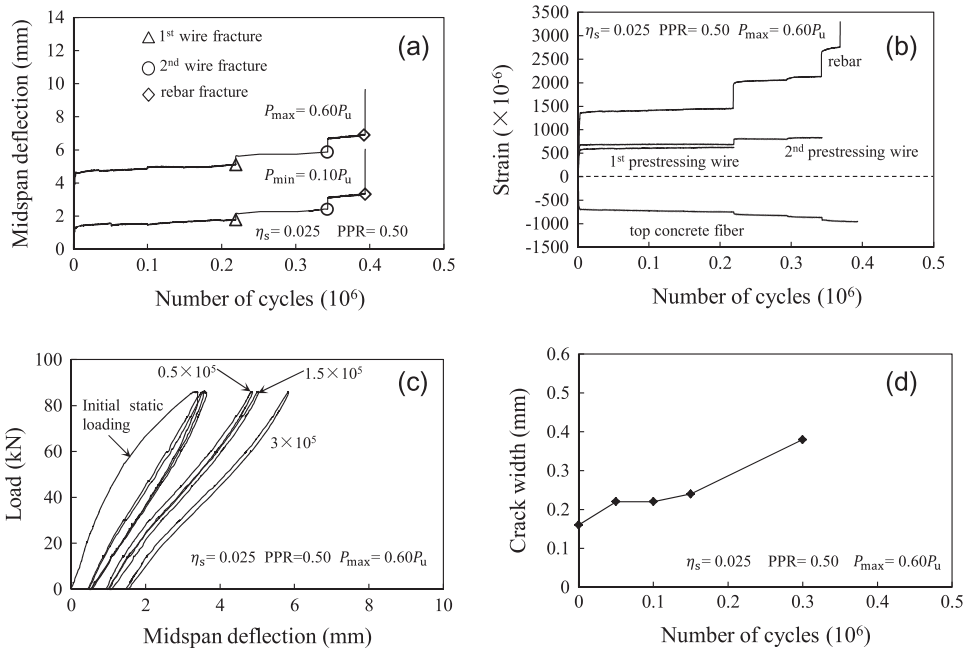 (a)
14
12
10
8
6
4
2
0
Midspan deflection (mm)
1st wire fracture
2nd wire fracture
rebar fracture
Pmax=0.60Pu
Pmin=0.10Pu
ηs=0.025 PPR=0.50
0 0.1 0.2 0.3 0.4 0.5
Number of cycles (10⁶)
(b)
3500
3000
2500
2000
1500
1000
500
0
-500
-1000
-1500
Strain (×10⁻⁶)
ηs=0.025 PPR=0.50 Pmax=0.60Pu
rebar
1st prestressing wire
2nd prestressing wire
top concrete fiber
0 0.1 0.2 0.3 0.4 0.5
Number of cycles (10⁶)
(c)
100
80
60
40
20
0
Load (kN)
0.5×10⁵
1.5×10⁵
Initial static
loading
3×10⁵
ηs=0.025 PPR=0.50 Pmax=0.60Pu
0 2 4 6 8 10
Midspan deflection (mm)
(d)
0.6
0.5
0.4
0.3
0.2
0.1
0
Crack width (mm)
ηs=0.025 PPR=0.50 Pmax=0.60Pu
0 0.1 0.2 0.3 0.4 0.5
Number of cycles (10⁶)